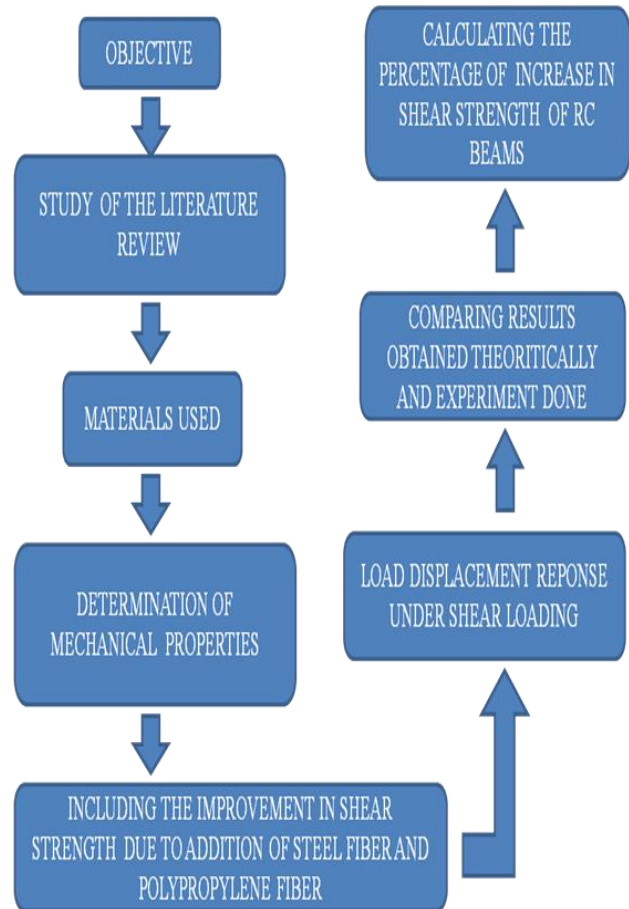 OBJECTIVE
STUDY OF THE LITERATURE
REVIEW
MATERIALS USED
DETERMINATION OF
MECHANICAL PROPERTIES
INCLUDING THE IMPROVEMENT IN SHEAR
STRENGTH DUE TO ADDITION OF STEEL FIBER AND
POLYPROPYLENE FIBER
LOAD DISPLACEMENT REPONSE
UNDER SHEAR LOADING
COMPARING RESULTS
OBTAINED THEORITICALLY
AND EXPERIMENT DONE
CALCULATING THE
PERCENTAGE OF INCREASE IN
SHEAR STRENGTH OF RC
BEAMS